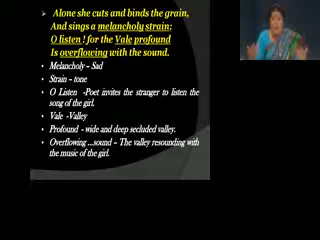 Alone she cuts and binds the grain,
And sings a melancholy strain;
O listen ! for the Vale profound
Is overflowing with the sound.
Melancholy – Sad
Strain – tone
O Listen -Poet invites the stranger to listen the
song of the girl.
Vale -Valley
Profound - wide and deep secluded valley.
Overflowing ...sound – The valley resounding with
the music of the girl.